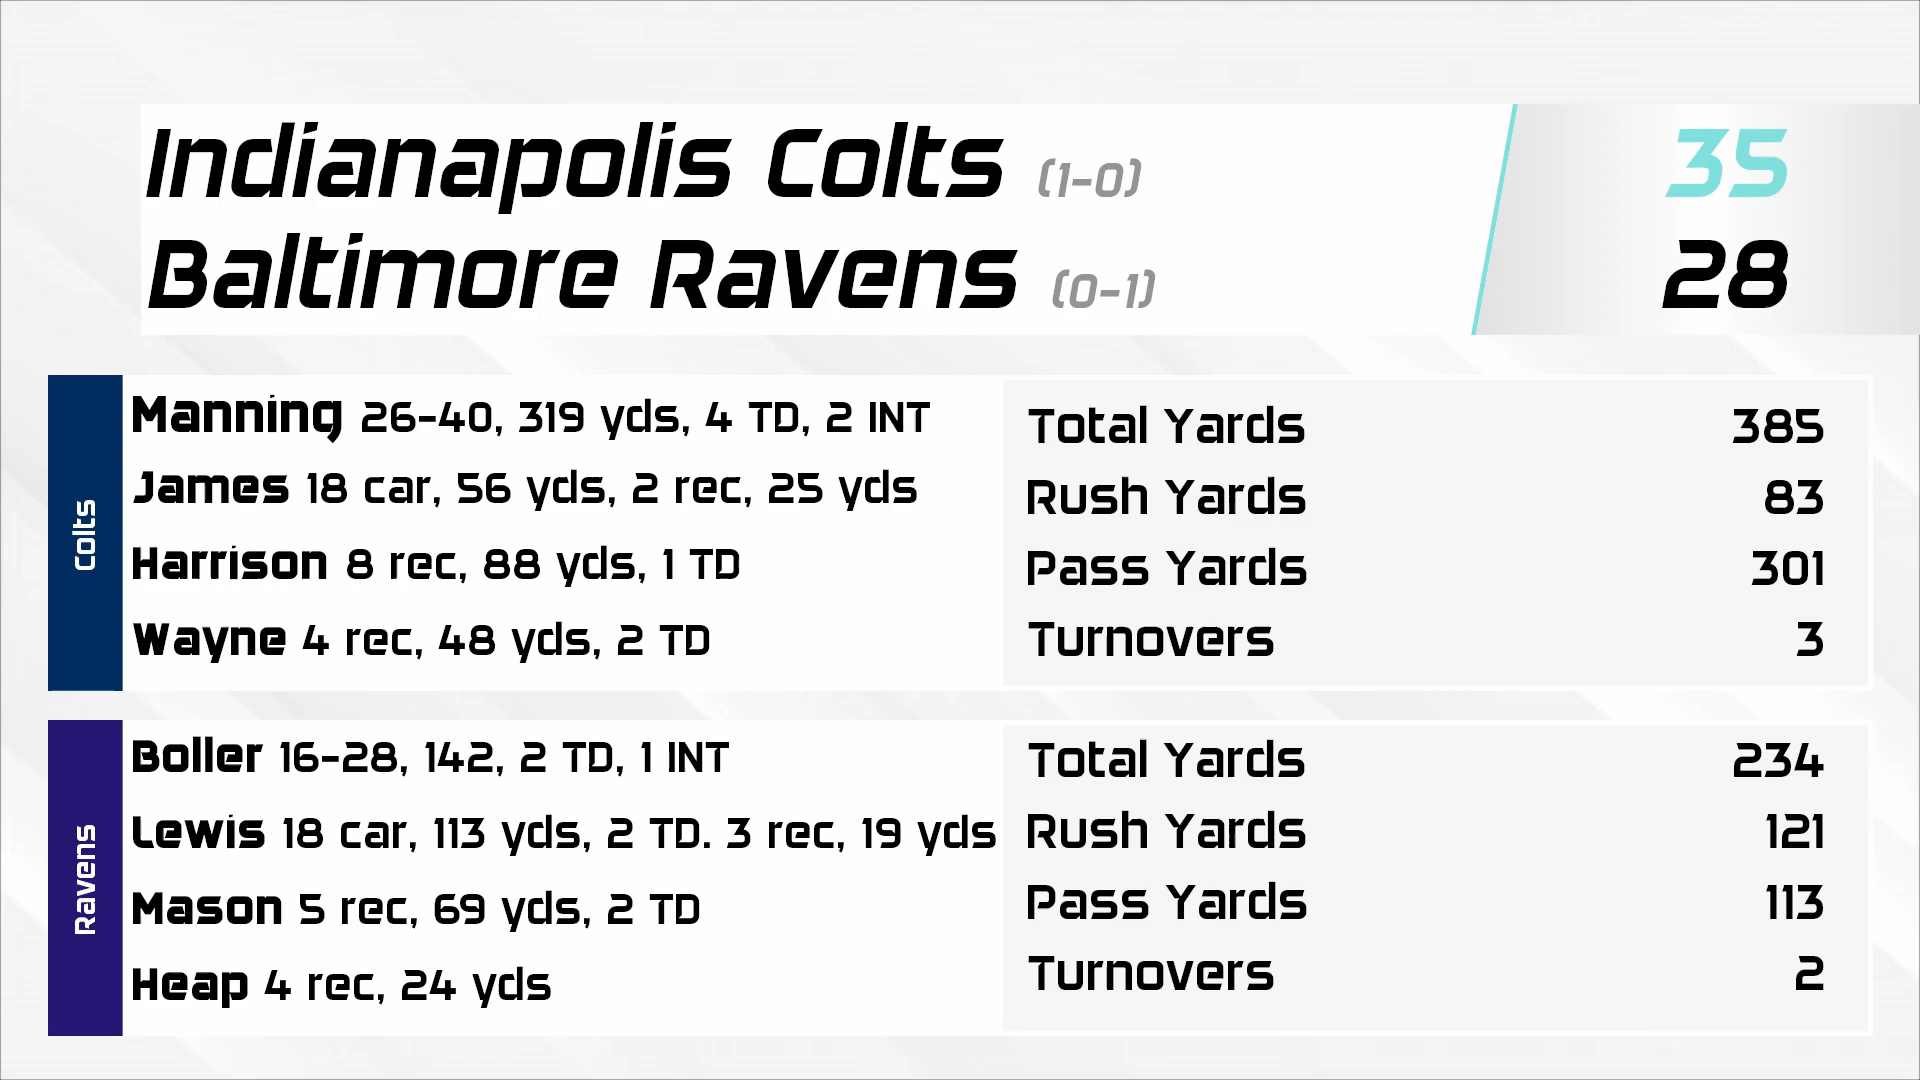 Indianapolis Colts (1-0) 35
Baltimore Ravens (0-1) 28
Colts
Manning 26-40, 319 yds, 4 TD, 2 INT
James 18 car, 56 yds, 2 rec, 25 yds
Harrison 8 rec, 88 yds, 1 TD
Wayne 4 rec, 48 yds, 2 TD
Total Yards 385
Rush Yards 83
Pass Yards 301
Turnovers 3
Ravens
Boller 16-28, 142, 2 TD, 1 INT
Lewis 18 car, 113 yds, 2 TD. 3 rec, 19 yds
Mason 5 rec, 69 yds, 2 TD
Heap 4 rec, 24 yds
Total Yards 234
Rush Yards 121
Pass Yards 113
Turnovers 2